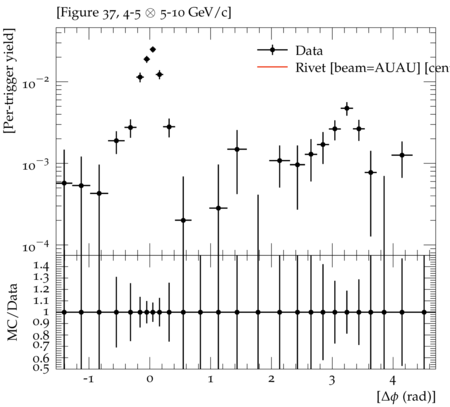 [Figure 37, 4-5 ⊗ 5-10 GeV/c]
[Per-trigger yield]
Data
Rivet [beam=AUAU] [cen
10⁻²
10⁻³
10⁻⁴
MC/Data
1.4
1.3
1.2
1.1
1
0.9
0.8
0.7
0.6
0.5
-1 0 1 2 3 4
[Δϕ (rad)]